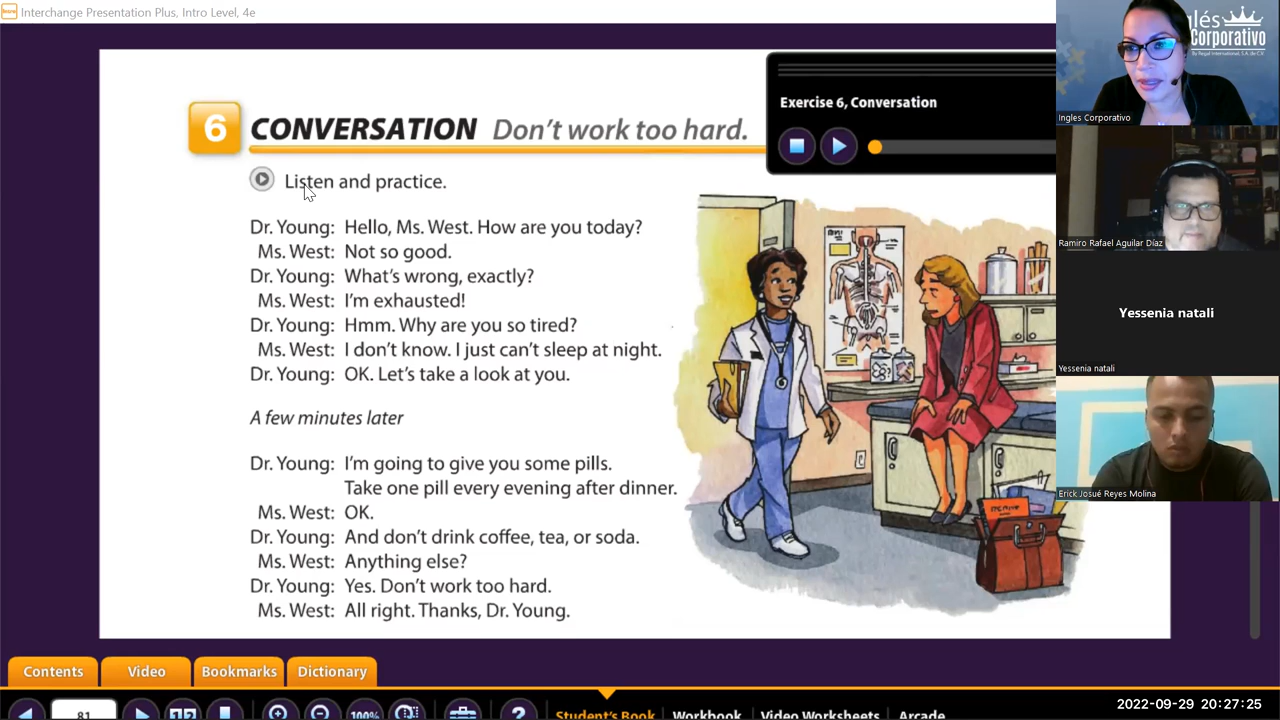 Interchange Presentation Plus, Intro Level, 4e
6 CONVERSATION Don't work too hard.
Listen and practice.
Dr. Young: Hello, Ms. West. How are you today?
Ms. West: Not so good.
Dr. Young: What's wrong, exactly?
Ms. West: I'm exhausted!
Dr. Young: Hmm. Why are you so tired?
Ms. West: I don't know. I just can't sleep at night.
Dr. Young: OK. Let's take a look at you.
A few minutes later
Dr. Young: I'm going to give you some pills.
Take one pill every evening after dinner.
Ms. West: OK.
Dr. Young: And don't drink coffee, tea, or soda.
Ms. West: Anything else?
Dr. Young: Yes. Don't work too hard.
Ms. West: All right. Thanks, Dr. Young.
Exercise 6, Conversation
glés
Corporativo
By Royal International, S.A. de C.V.
Ingles Corporativo
Ramiro Rafael Aguilar Díaz
Yessenia natali
Yessenia natali
Erick Josué Reyes Molina
Contents Video Bookmarks Dictionary
81
100%
?
Student's Book Workbook Video Worksheets Arcade
2022-09-29 20:27:25